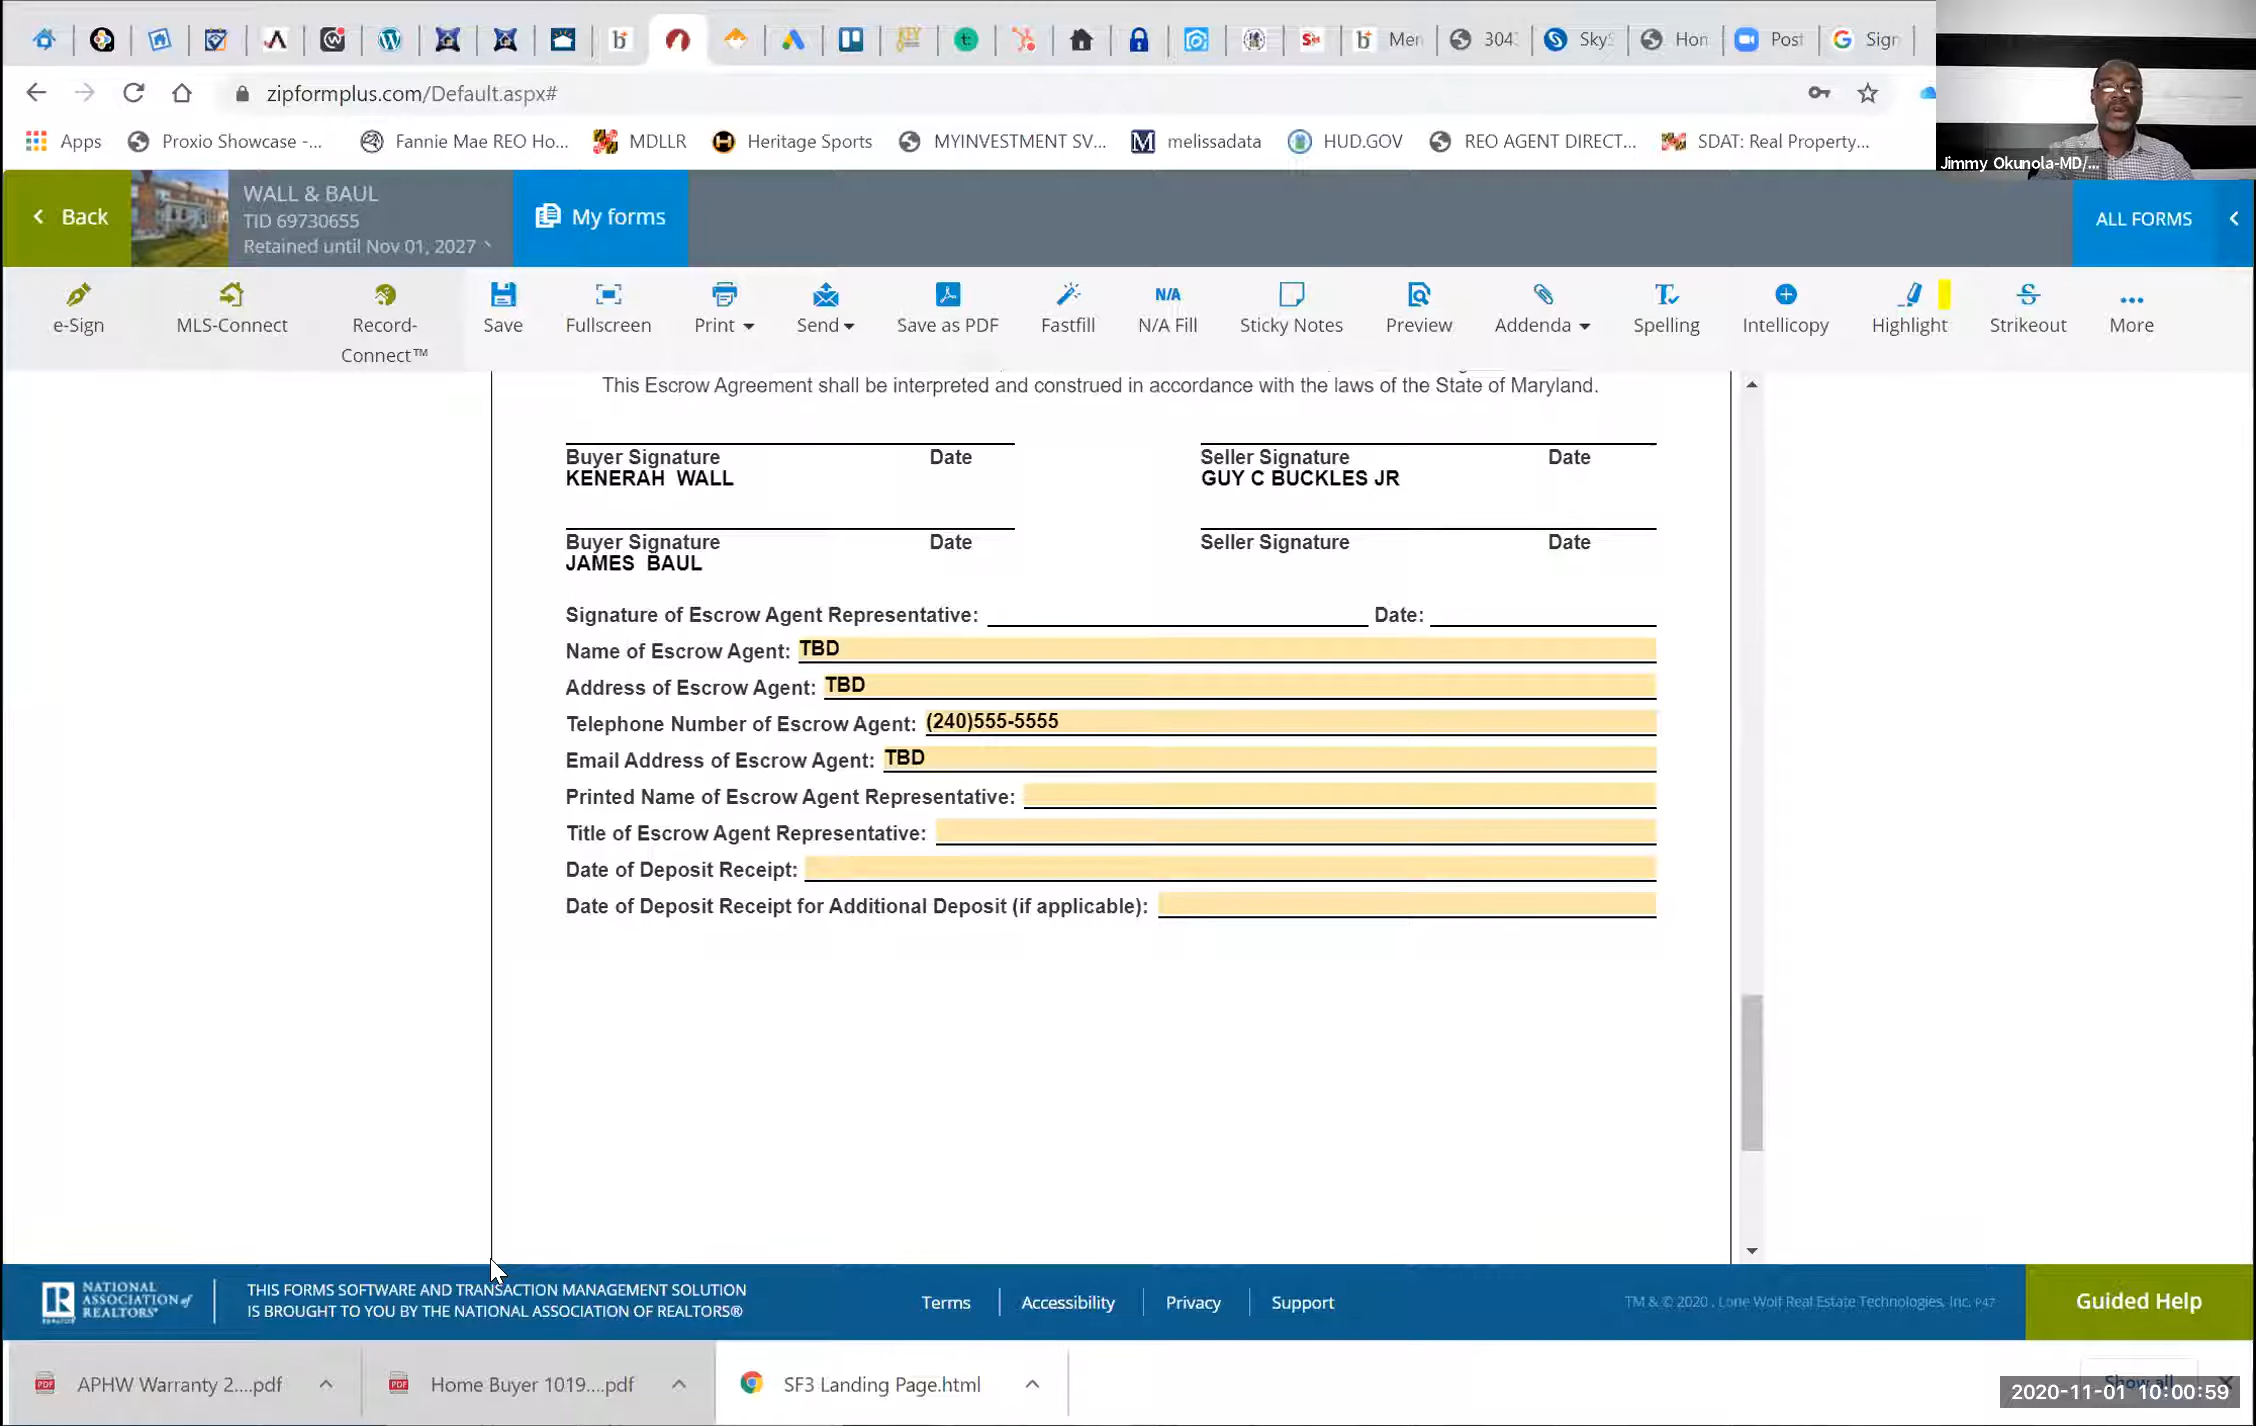 Mer
304
Sky
Hon
Post
Sign
zipformplus.com/Default.aspx#
Apps
Proxio Showcase -...
Fannie Mae REO Ho...
MDLLR
Heritage Sports
MYINVESTMENT SV...
melissadata
HUD.GOV
REO AGENT DIRECT...
SDAT: Real Property...
Jimmy Okunola-MD/...
Back
WALL & BAUL
TID 69730655
Retained until Nov 01, 2027
My forms
ALL FORMS
e-Sign
MLS-Connect
Record-
Connect™
Save
Fullscreen
Print
Send
Save as PDF
Fastfill
N/A
N/A Fill
Sticky Notes
Preview
Addenda
Spelling
Intellicopy
Highlight
Strikeout
More
This Escrow Agreement shall be interpreted and construed in accordance with the laws of the State of Maryland.
Buyer Signature Date
KENERAH WALL
Seller Signature Date
GUY C BUCKLES JR
Buyer Signature Date
JAMES BAUL
Seller Signature Date
Signature of Escrow Agent Representative: Date:
Name of Escrow Agent: TBD
Address of Escrow Agent: TBD
Telephone Number of Escrow Agent: (240)555-5555
Email Address of Escrow Agent: TBD
Printed Name of Escrow Agent Representative:
Title of Escrow Agent Representative:
Date of Deposit Receipt:
Date of Deposit Receipt for Additional Deposit (if applicable):
NATIONAL
ASSOCIATION of
REALTORS®
THIS FORMS SOFTWARE AND TRANSACTION MANAGEMENT SOLUTION
IS BROUGHT TO YOU BY THE NATIONAL ASSOCIATION OF REALTORS®
Terms
Accessibility
Privacy
Support
TM & © 2020 . Lone Wolf Real Estate Technologies, Inc. P47
Guided Help
APHW Warranty 2....pdf
Home Buyer 1019....pdf
SF3 Landing Page.html
Show all
2020-11-01 10:00:59